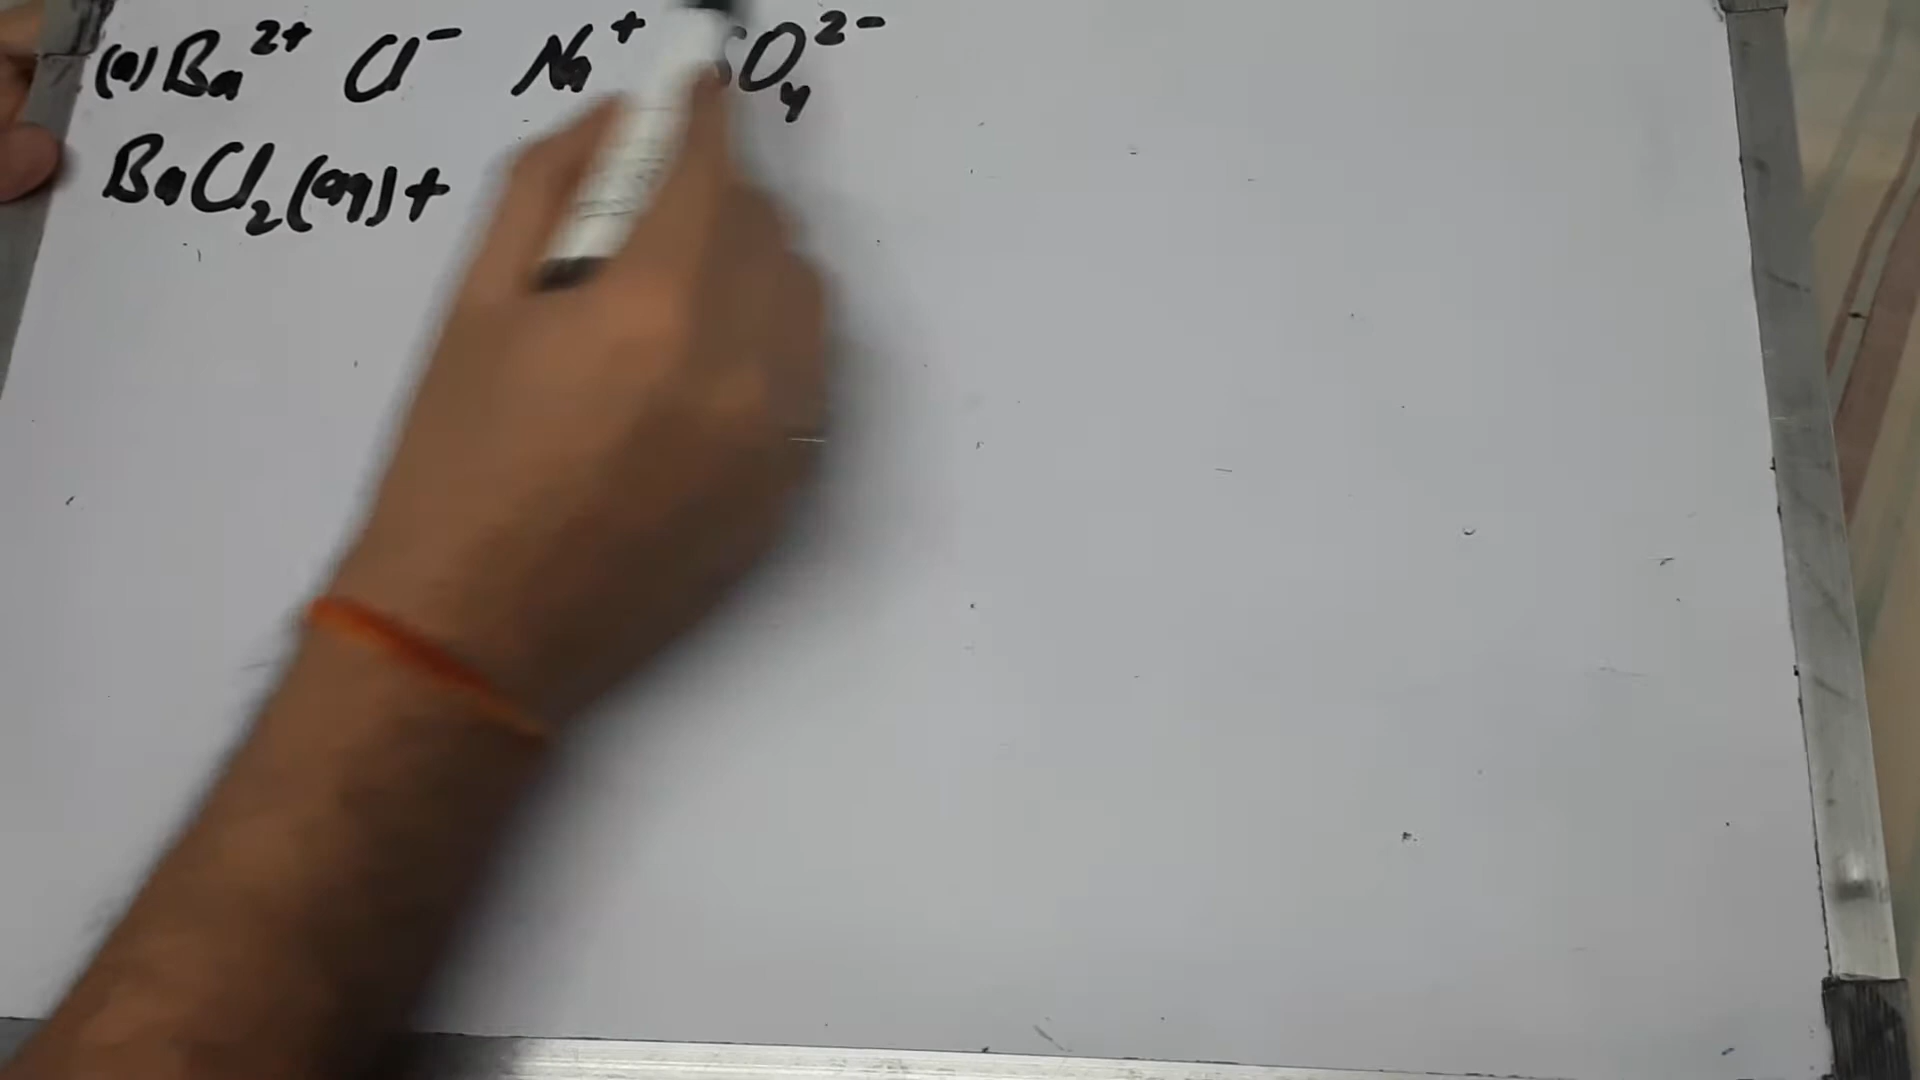 (a) Ba²⁺ Cl⁻ Na⁺ SO₄²⁻
BaCl₂(aq) +